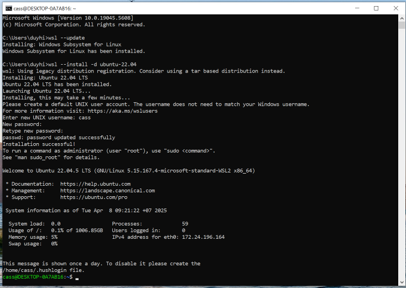 cass@DESKTOP-0A7AB16: ~
Microsoft Windows [Version 10.0.19045.5608]
(c) Microsoft Corporation. All rights reserved.
C:\Users\duyhi>wsl --update
Installing: Windows Subsystem for Linux
Windows Subsystem for Linux has been installed.
C:\Users\duyhi>wsl --install -d ubuntu-22.04
wsl: Using legacy distribution registration. Consider using a tar based distribution instead.
Installing: Ubuntu 22.04 LTS
Ubuntu 22.04 LTS has been installed.
Launching Ubuntu 22.04 LTS...
Installing, this may take a few minutes...
Please create a default UNIX user account. The username does not need to match your Windows username.
For more information visit: https://aka.ms/wslusers
Enter new UNIX username: cass
New password:
Retype new password:
passwd: password updated successfully
Installation successful!
To run a command as administrator (user "root"), use "sudo <command>".
See "man sudo_root" for details.
Welcome to Ubuntu 22.04.5 LTS (GNU/Linux 5.15.167.4-microsoft-standard-WSL2 x86_64)
* Documentation: https://help.ubuntu.com
* Management: https://landscape.canonical.com
* Support: https://ubuntu.com/pro
System information as of Tue Apr 8 09:21:22 +07 2025
System load: 0.0 Processes: 59
Usage of /: 0.1% of 1006.85GB Users logged in: 0
Memory usage: 5% IPv4 address for eth0: 172.24.196.164
Swap usage: 0%
This message is shown once a day. To disable it please create the
/home/cass/.hushlogin file.
cass@DESKTOP-0A7AB16:~$